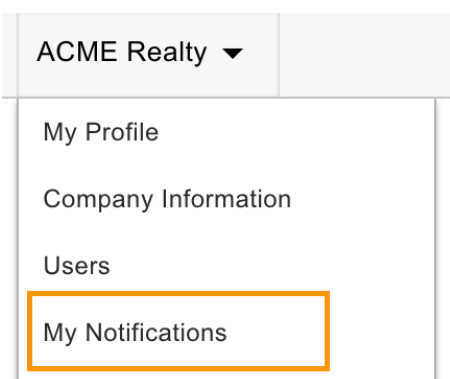 ACME Realty
My Profile
Company Information
Users
My Notifications